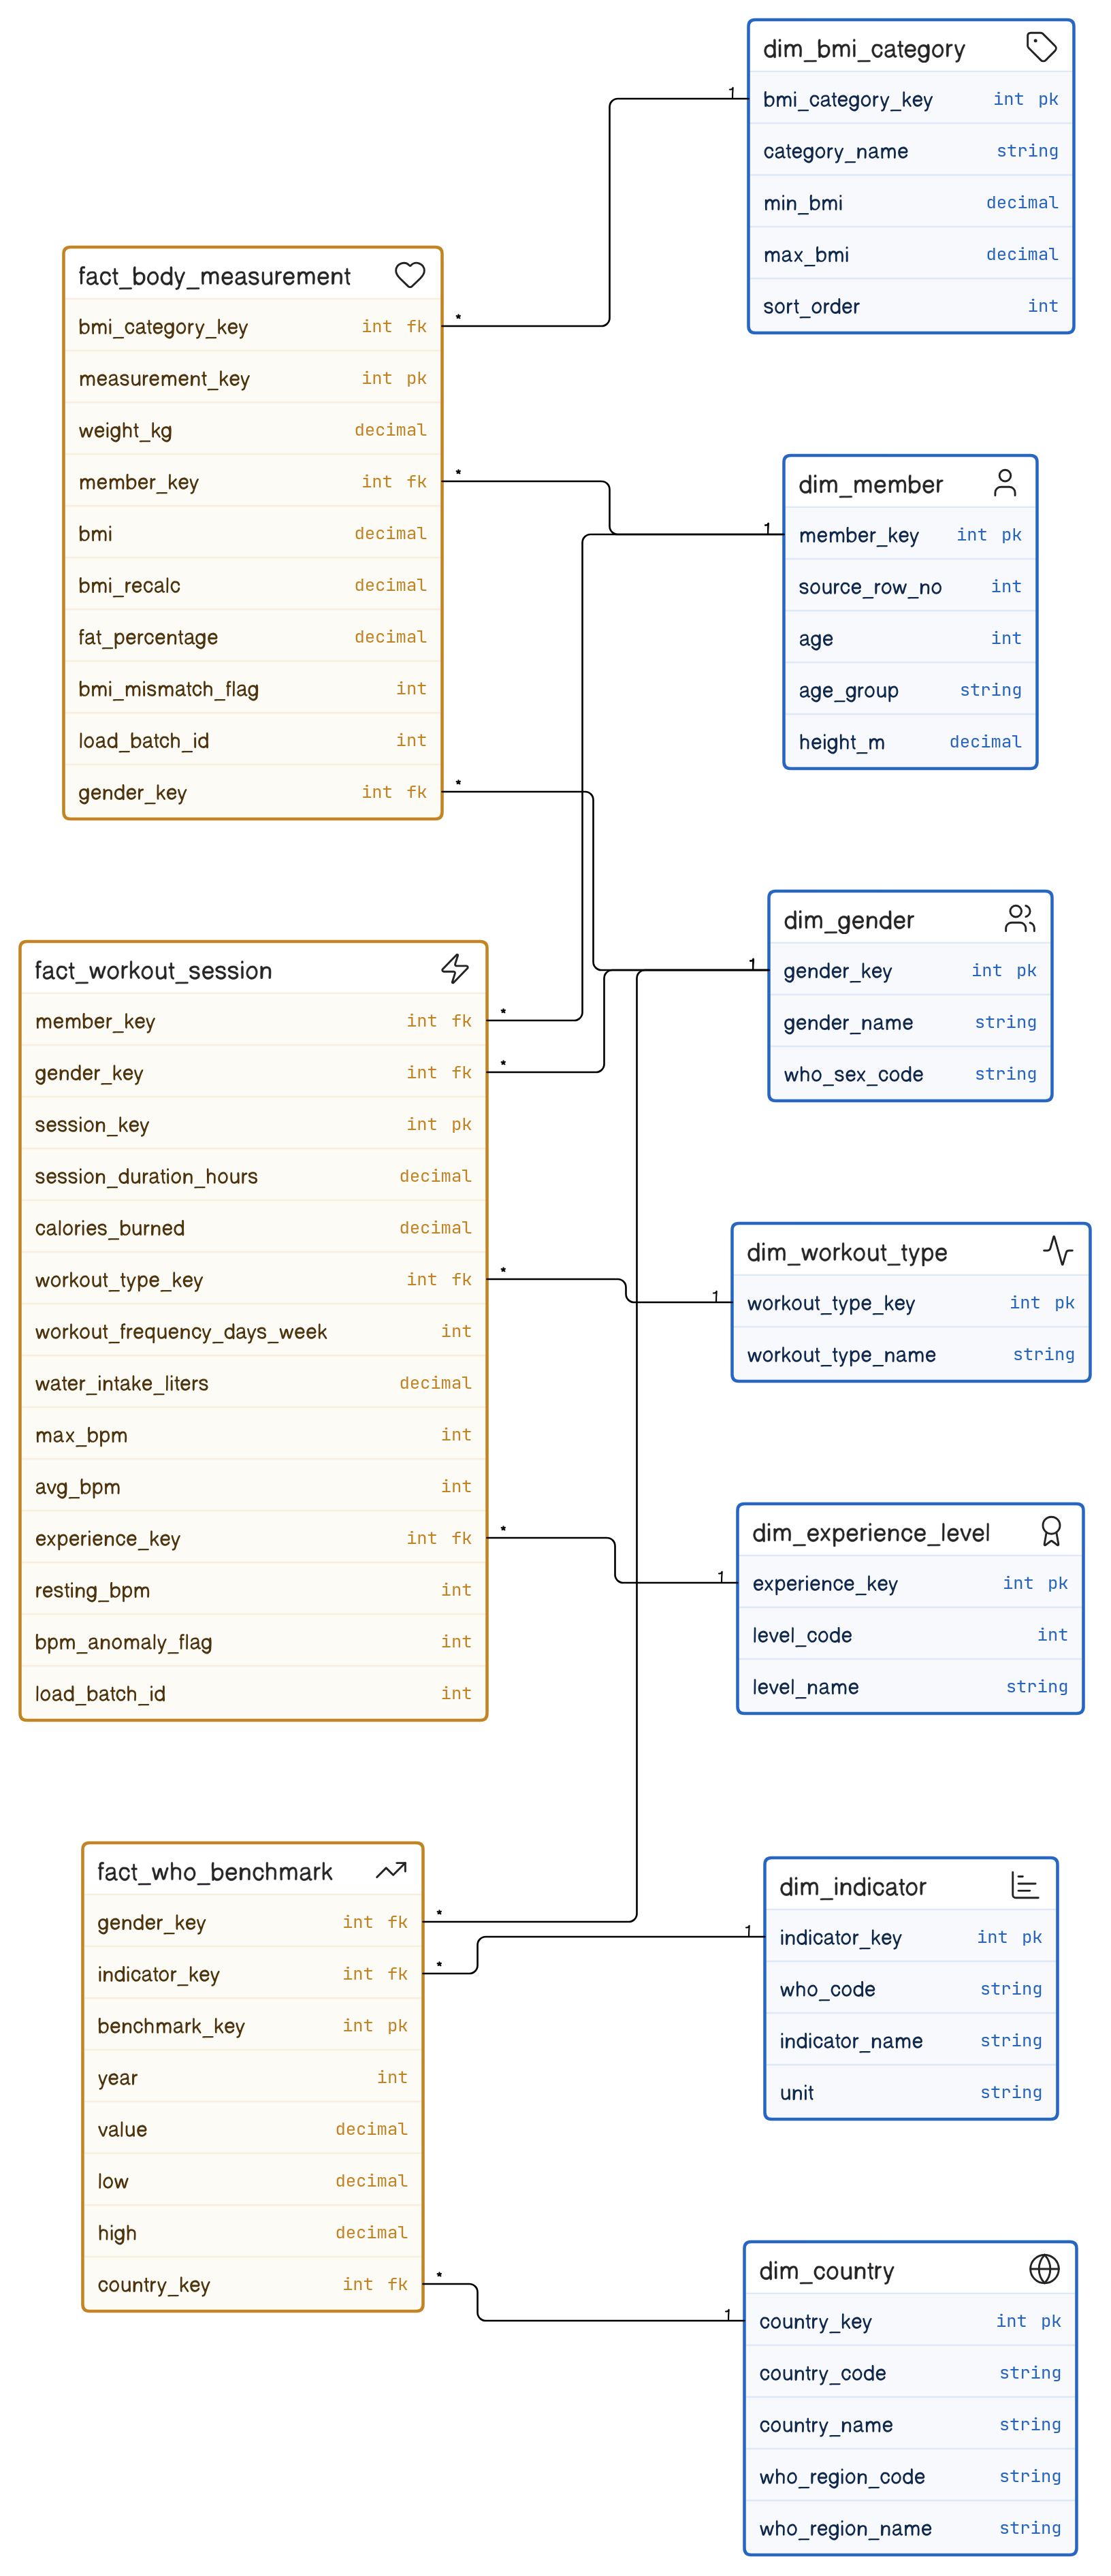 dim_bmi_category
1
bmi_category_key int pk
category_name string
min_bmi decimal
max_bmi decimal
sort_order int
fact_body_measurement
bmi_category_key int fk *
measurement_key int pk
weight_kg decimal
member_key int fk *
bmi decimal
bmi_recalc decimal
fat_percentage decimal
bmi_mismatch_flag int
load_batch_id int
gender_key int fk *
dim_member
1
member_key int pk
source_row_no int
age int
age_group string
height_m decimal
dim_gender
1
gender_key int pk
gender_name string
who_sex_code string
fact_workout_session
member_key int fk *
gender_key int fk *
session_key int pk
session_duration_hours decimal
calories_burned decimal
workout_type_key int fk *
workout_frequency_days_week int
water_intake_liters decimal
max_bpm int
avg_bpm int
experience_key int fk *
resting_bpm int
bpm_anomaly_flag int
load_batch_id int
dim_workout_type
1
workout_type_key int pk
workout_type_name string
dim_experience_level
1
experience_key int pk
level_code int
level_name string
fact_who_benchmark
gender_key int fk *
indicator_key int fk *
benchmark_key int pk
year int
value decimal
low decimal
high decimal
country_key int fk *
dim_indicator
1
indicator_key int pk
who_code string
indicator_name string
unit string
dim_country
1
country_key int pk
country_code string
country_name string
who_region_code string
who_region_name string